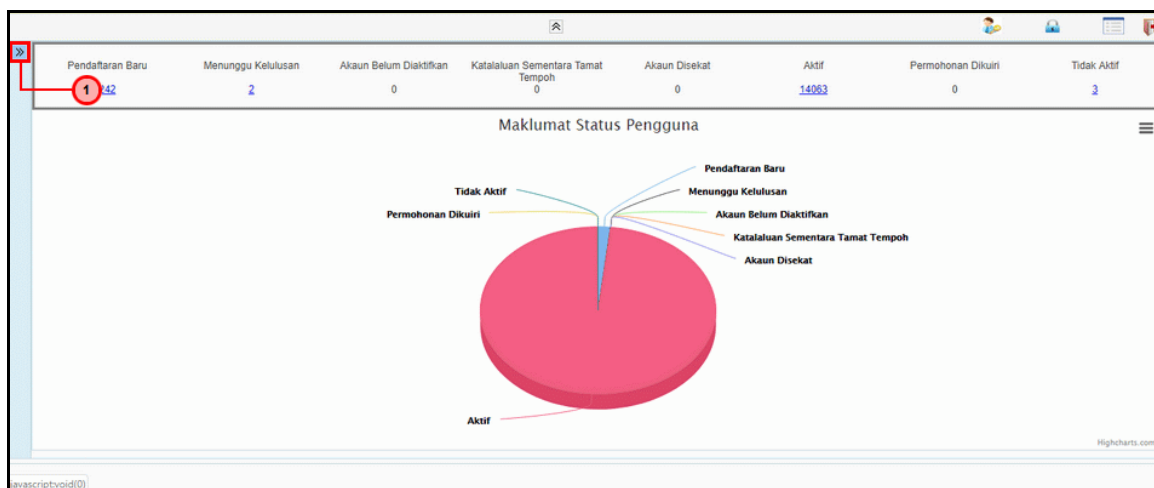 »
Pendaftaran Baru Menunggu Kelulusan Akaun Belum Diaktifkan Katalaluan Sementara Tamat Tempoh Akaun Disekat Aktif Permohonan Dikuiri Tidak Aktif
1 242 2 0 0 0 14063 0 3
Maklumat Status Pengguna
Pendaftaran Baru
Tidak Aktif Menunggu Kelulusan
Permohonan Dikuiri Akaun Belum Diaktifkan
Katalaluan Sementara Tamat Tempoh
Akaun Disekat
Aktif
Highcharts.com
javascript:void(0)